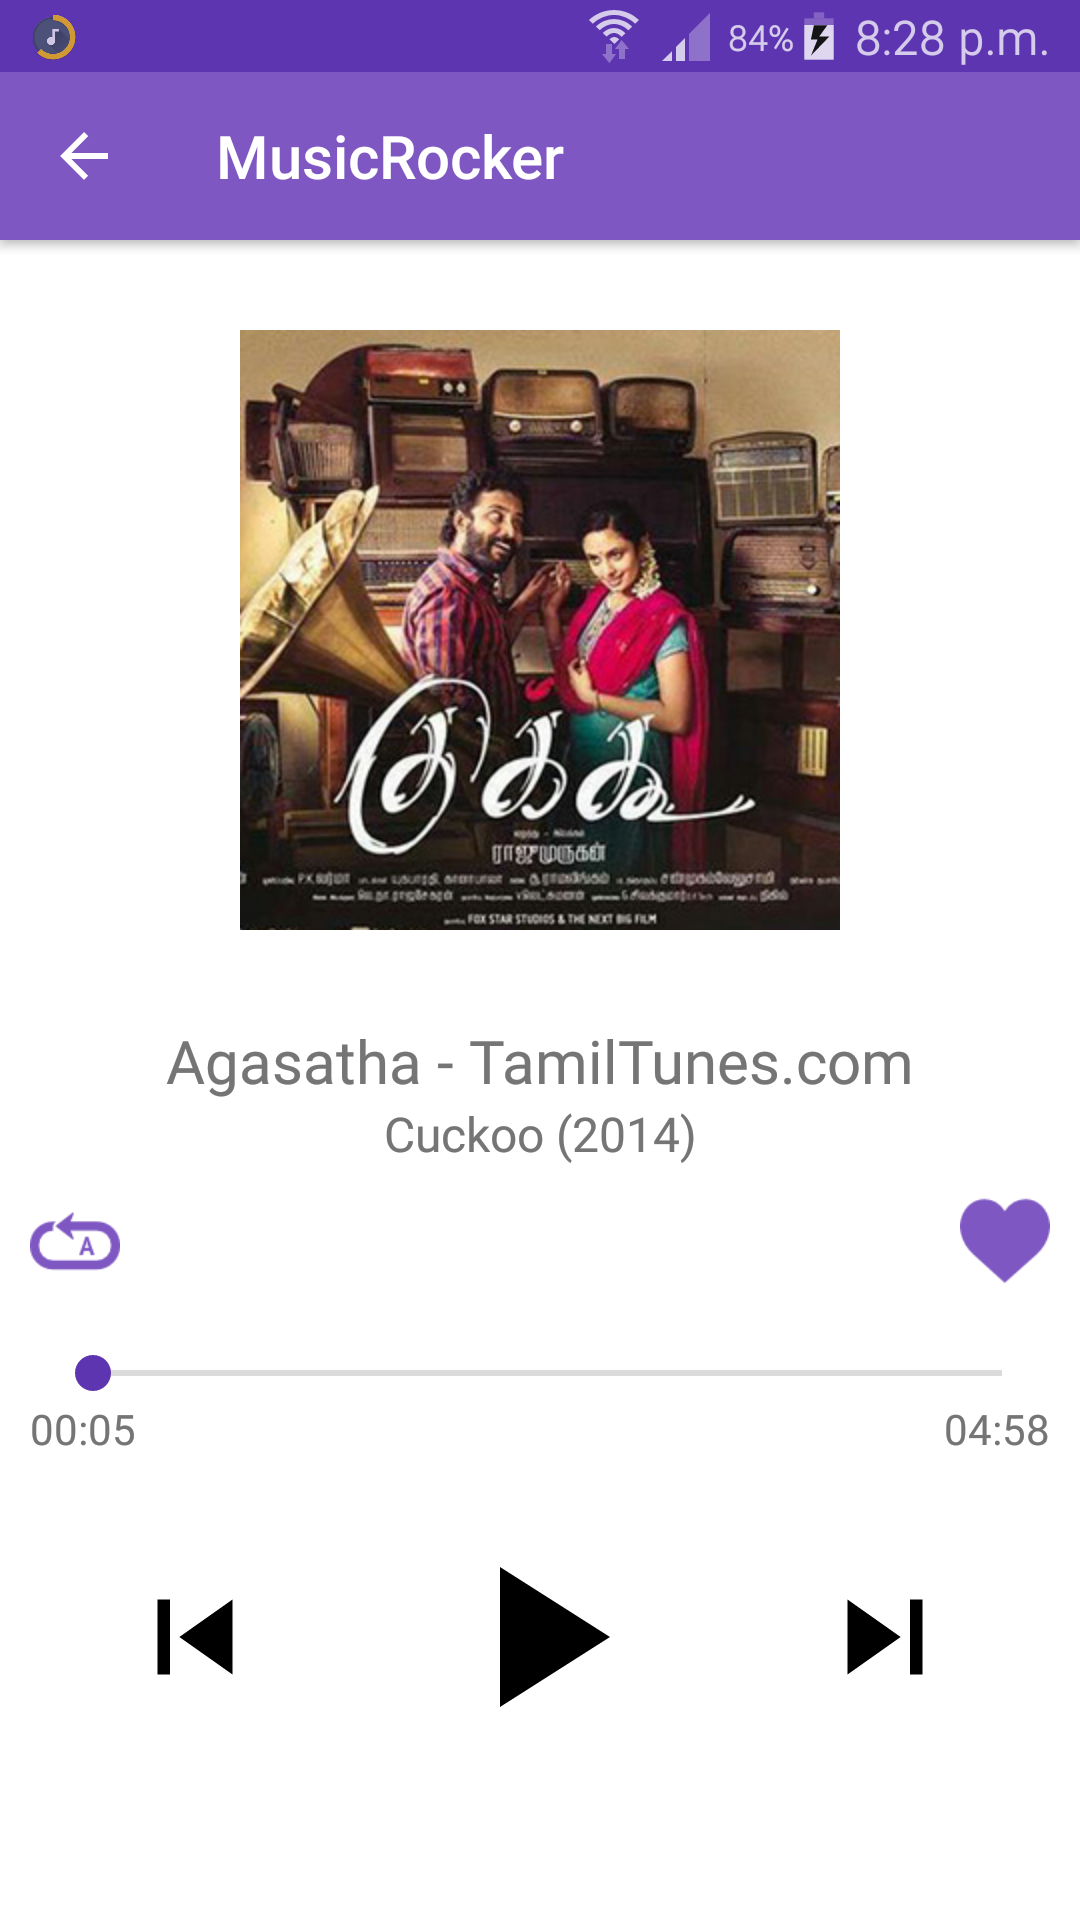 84% 8:28 p.m.
MusicRocker
குக்கூ
ராஜுமுருகன்
FOX STAR STUDIOS & THE NEXT BIG FILM
Agasatha - TamilTunes.com
Cuckoo (2014)
A
00:05 04:58